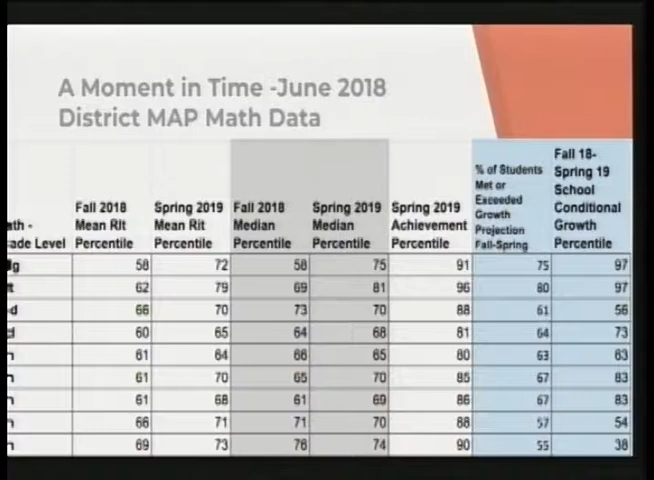 A Moment in Time -June 2018
District MAP Math Data
ath - ade Level | Fall 2018 Mean RIt Percentile | Spring 2019 Mean Rit Percentile | Fall 2018 Median Percentile | Spring 2019 Median Percentile | Spring 2019 Achievement Percentile | % of Students Met or Exceeded Growth Projection Fall-Spring | Fall 18- Spring 19 School Conditional Growth Percentile
g 58 72 58 75 91 75 97
t 62 79 69 81 96 80 97
d 66 70 73 70 88 61 56
d 60 65 64 68 81 64 73
61 64 66 65 80 63 63
61 70 65 70 85 67 83
61 68 61 69 86 67 83
66 71 71 70 88 57 54
69 73 76 74 90 55 38